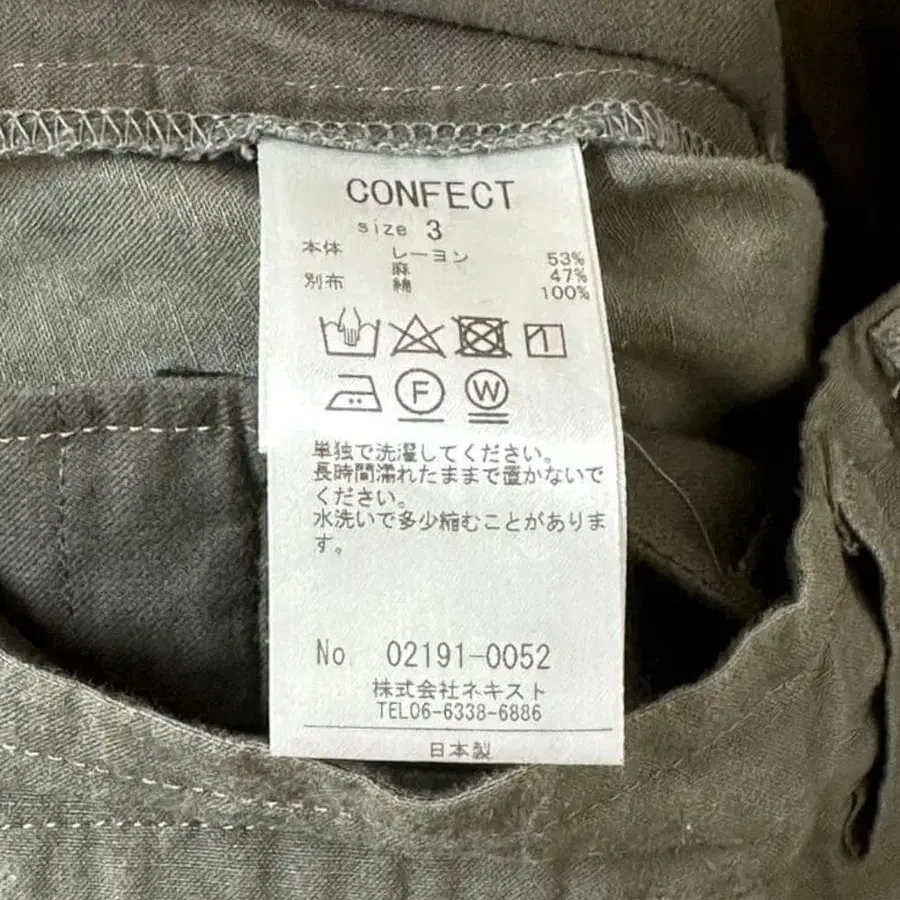 CONFECT
size 3
本体 レーヨン 53%
麻 47%
別布 綿 100%
F W
単独で洗濯してください。
長時間濡れたままで置かないで
ください。
水洗いで多少縮むことがありま
す。
No. 02191-0052
株式会社ネキスト
TEL06-6338-6886
日本製